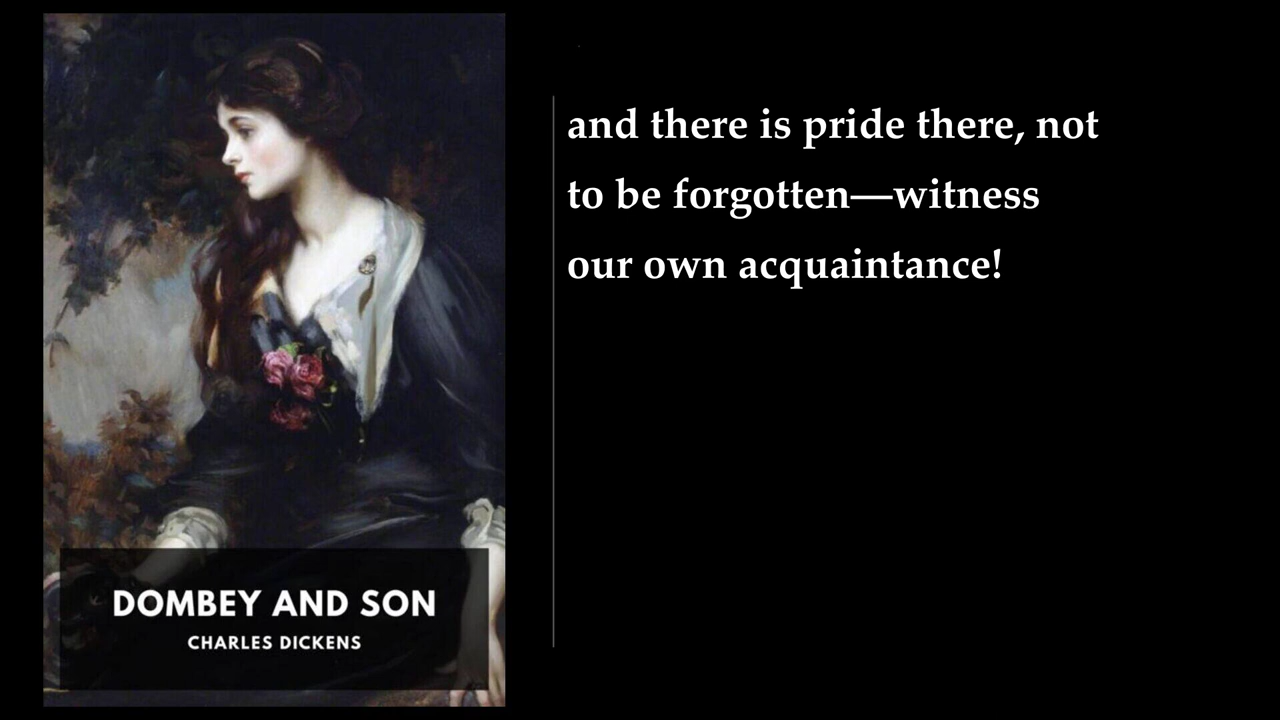 and there is pride there, not
to be forgotten—witness
our own acquaintance!
DOMBEY AND SON
CHARLES DICKENS